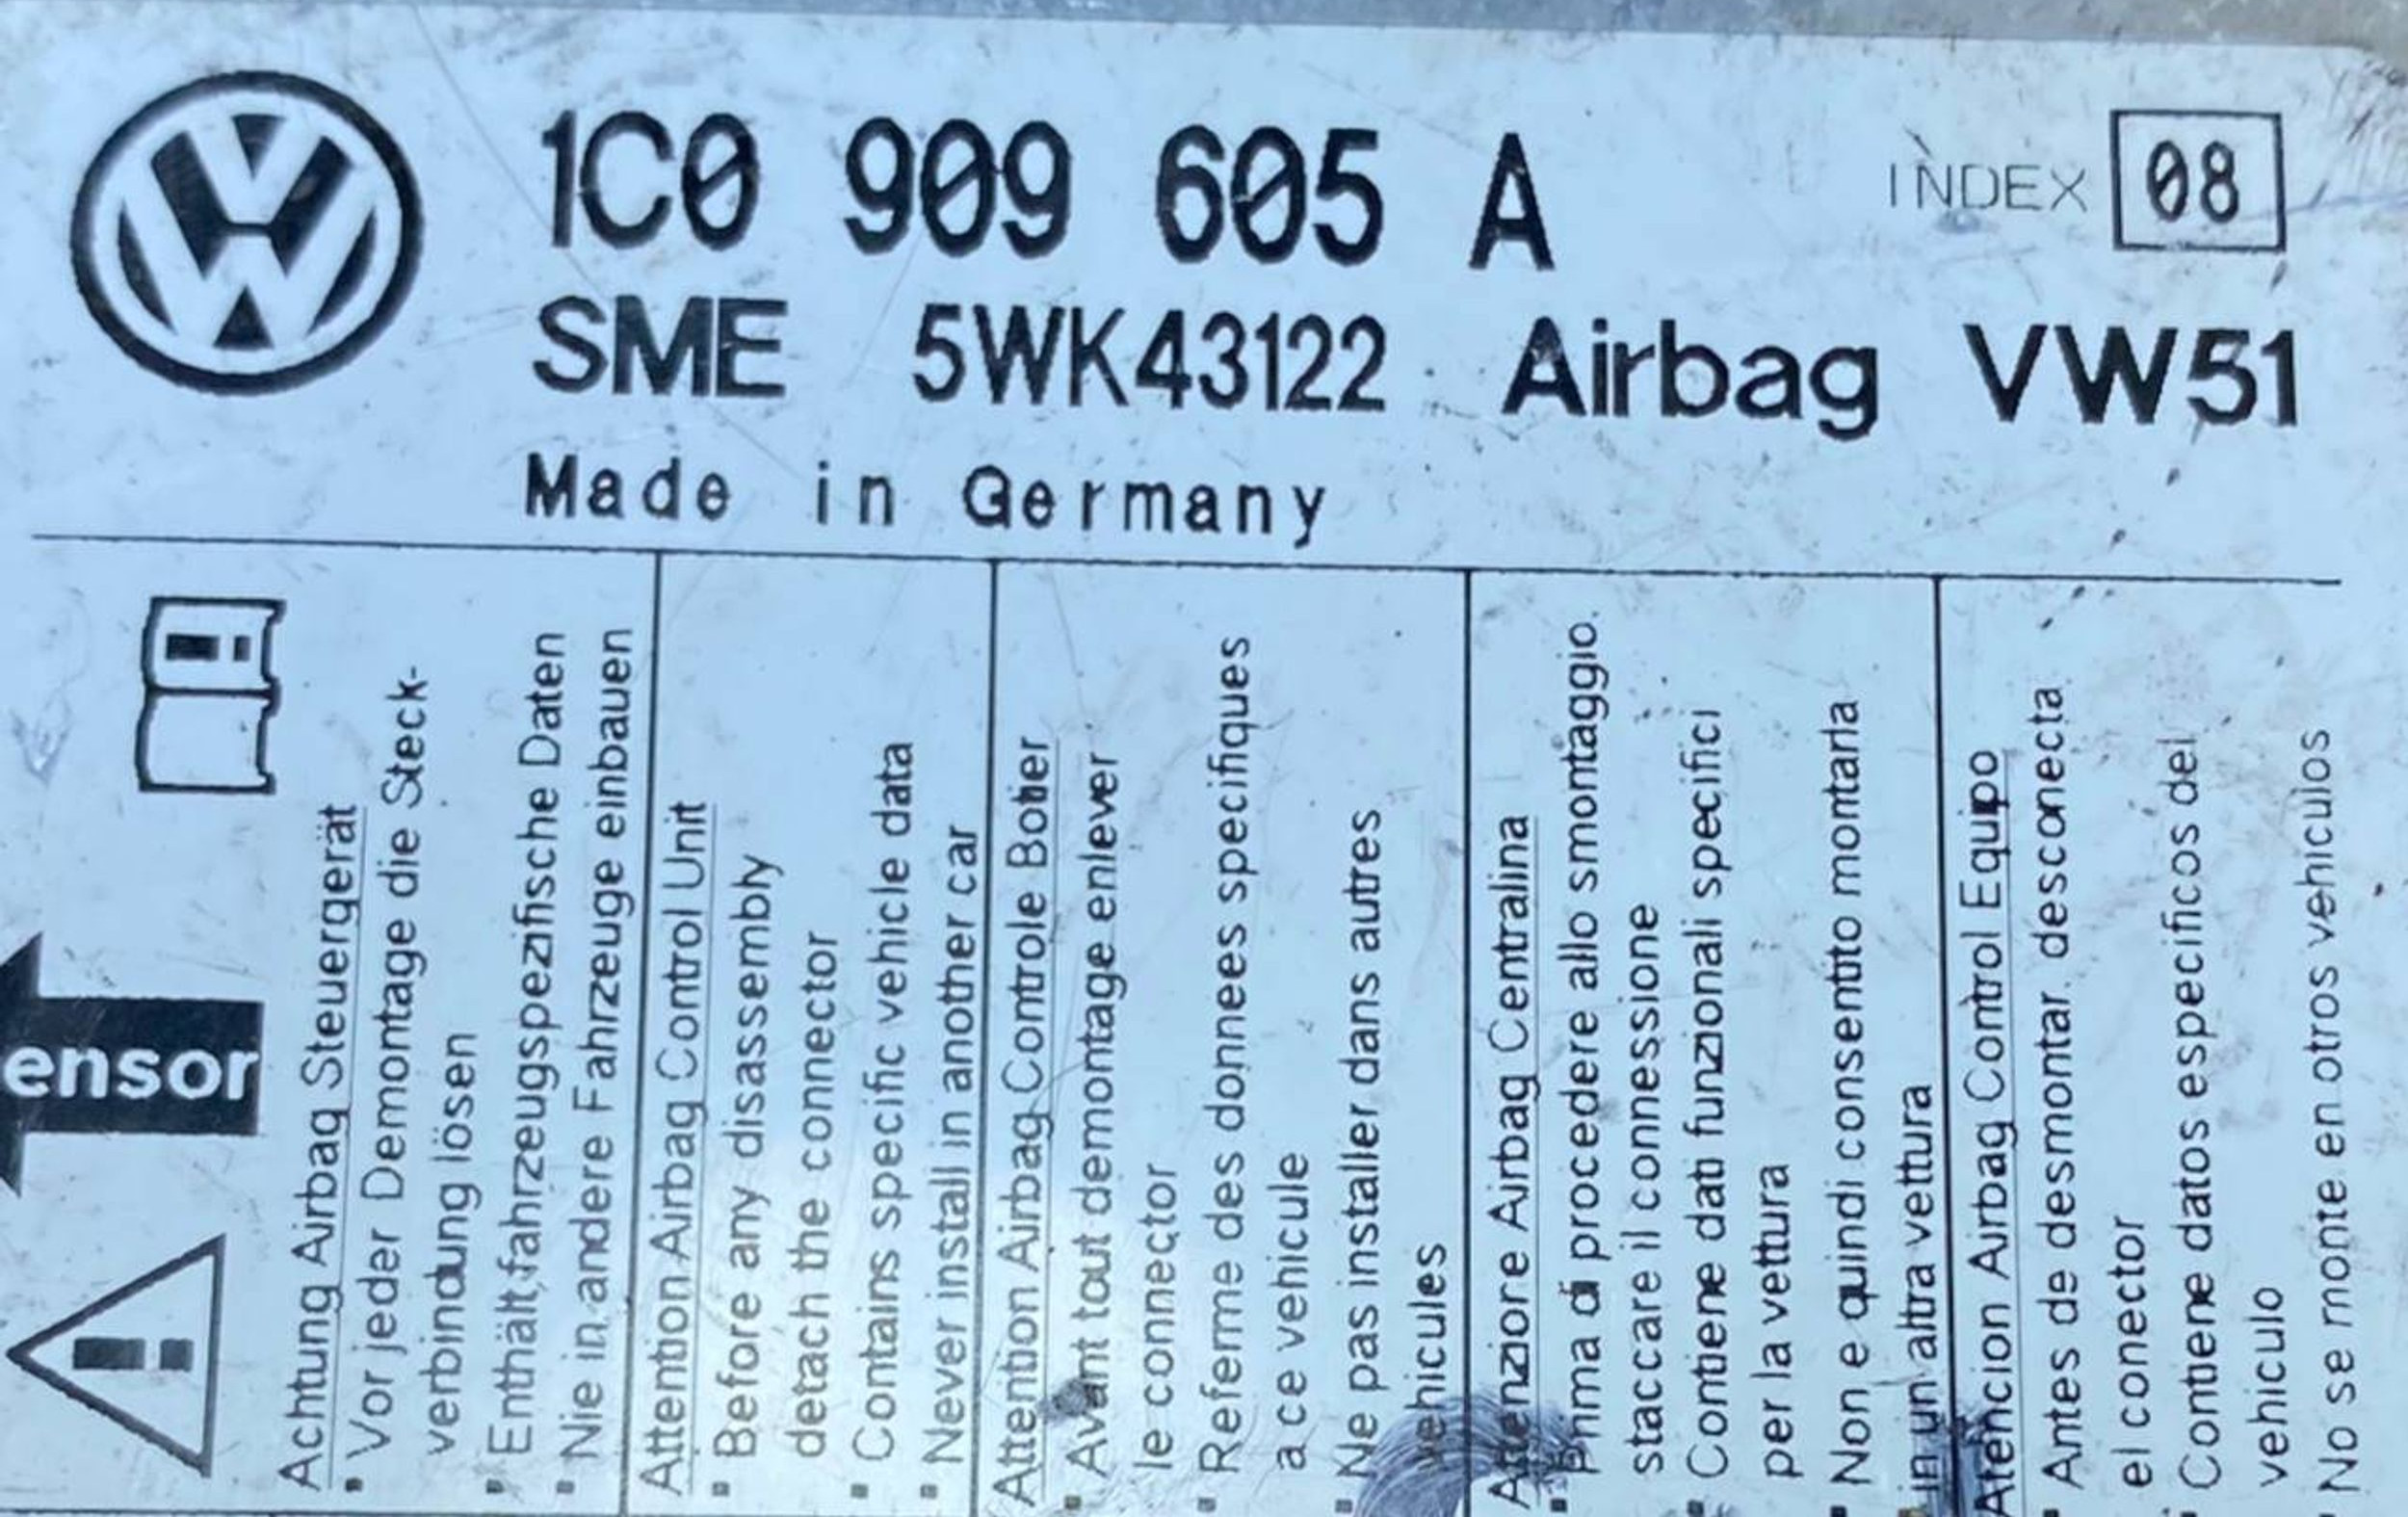 1C0 909 605 A INDEX 08
SME 5WK43122 Airbag VW51
Made in Germany
ensor
Achtung Airbag Steuergerät
▪ Vor jeder Demontage die Steck-
verbindung lösen
▪ Enthält fahrzeugspezifische Daten
▪ Nie in andere Fahrzeuge einbauen
Attention Airbag Control Unit
▪ Before any disassembly
detach the connector
▪ Contains specific vehicle data
▪ Never install in another car
Attention Airbag Controle Botier
▪ Avant tout demontage enlever
le connector
▪ Referme des donnees specifiques
a ce vehicule
▪ Ne pas installer dans autres
vehicules
Attenzione Airbag Centralina
▪ Prima di procedere allo smontaggio.
staccare il connessione
▪ Contiene dati funzionali specifici
per la vettura
▪ Non e quindi consentito montarla
in un altra vettura
Atencion Airbag Control Equipo
▪ Antes de desmontar, desconecta
el conector
▪ Contiene datos especificos del
vehiculo
▪ No se monte en otros vehiculos